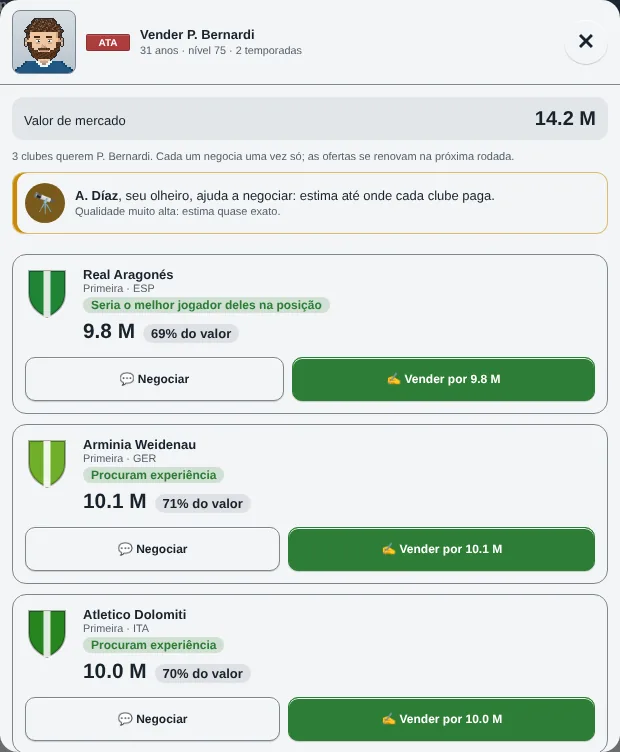 ATA
Vender P. Bernardi
31 anos · nível 75 · 2 temporadas
✕
Valor de mercado
14.2 M
3 clubes querem P. Bernardi. Cada um negocia uma vez só; as ofertas se renovam na próxima rodada.
A. Díaz, seu olheiro, ajuda a negociar: estima até onde cada clube paga.
Qualidade muito alta: estima quase exato.
Real Aragonés
Primeira · ESP
Seria o melhor jogador deles na posição
9.8 M 69% do valor
💬 Negociar
✍️ Vender por 9.8 M
Arminia Weidenau
Primeira · GER
Procuram experiência
10.1 M 71% do valor
💬 Negociar
✍️ Vender por 10.1 M
Atletico Dolomiti
Primeira · ITA
Procuram experiência
10.0 M 70% do valor
💬 Negociar
✍️ Vender por 10.0 M